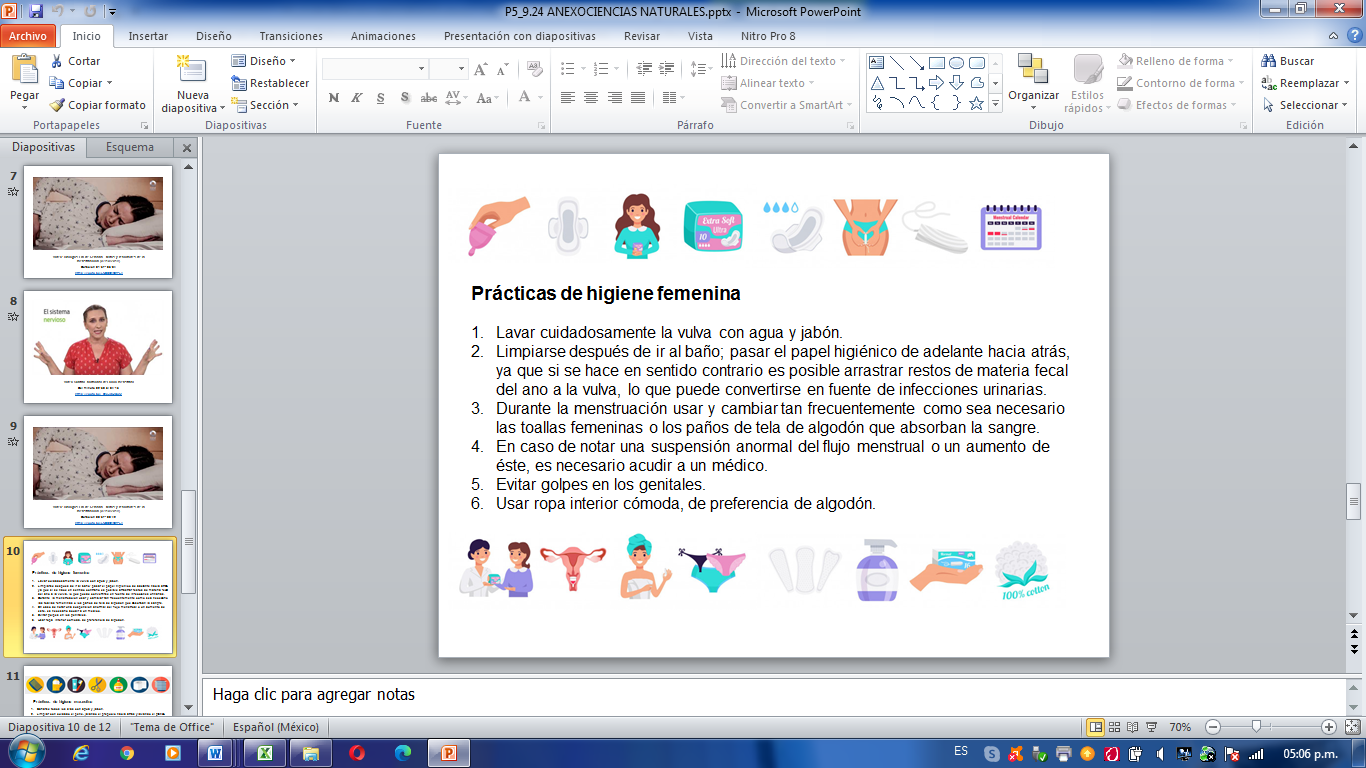 P5_9.24 ANEXOCIENCIAS NATURALES.pptx - Microsoft PowerPoint
Archivo Inicio Insertar Diseño Transiciones Animaciones Presentación con diapositivas Revisar Vista Nitro Pro 8
Pegar
Cortar
Copiar
Copiar formato
Portapapeles
Nueva
diapositiva
Diseño
Restablecer
Sección
Diapositivas
N K S S abc AV Aa A
Fuente
Dirección del texto
Alinear texto
Convertir a SmartArt
Párrafo
Organizar
Estilos
rápidos
Relleno de forma
Contorno de forma
Efectos de formas
Dibujo
Buscar
Reemplazar
Seleccionar
Edición
Diapositivas Esquema
7
8
El sistema
nervioso
9
10
11
Extra Soft
Ultra
10
Menstrual Calendar
Prácticas de higiene femenina
1. Lavar cuidadosamente la vulva con agua y jabón.
2. Limpiarse después de ir al baño; pasar el papel higiénico de adelante hacia atrás,
ya que si se hace en sentido contrario es posible arrastrar restos de materia fecal
del ano a la vulva, lo que puede convertirse en fuente de infecciones urinarias.
3. Durante la menstruación usar y cambiar tan frecuentemente como sea necesario
las toallas femeninas o los paños de tela de algodón que absorban la sangre.
4. En caso de notar una suspensión anormal del flujo menstrual o un aumento de
éste, es necesario acudir a un médico.
5. Evitar golpes en los genitales.
6. Usar ropa interior cómoda, de preferencia de algodón.
100% cotton
Haga clic para agregar notas
Diapositiva 10 de 12 "Tema de Office" Español (México) 70%
ES 05:06 p.m.